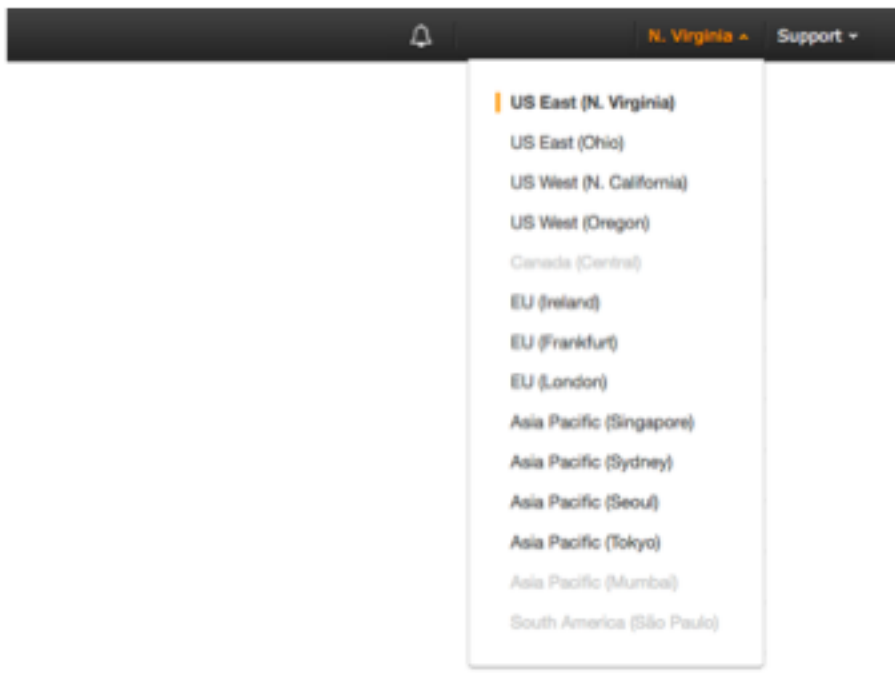 N. Virginia Support
US East (N. Virginia)
US East (Ohio)
US West (N. California)
US West (Oregon)
Canada (Central)
EU (Ireland)
EU (Frankfurt)
EU (London)
Asia Pacific (Singapore)
Asia Pacific (Sydney)
Asia Pacific (Seoul)
Asia Pacific (Tokyo)
Asia Pacific (Mumbai)
South America (São Paulo)